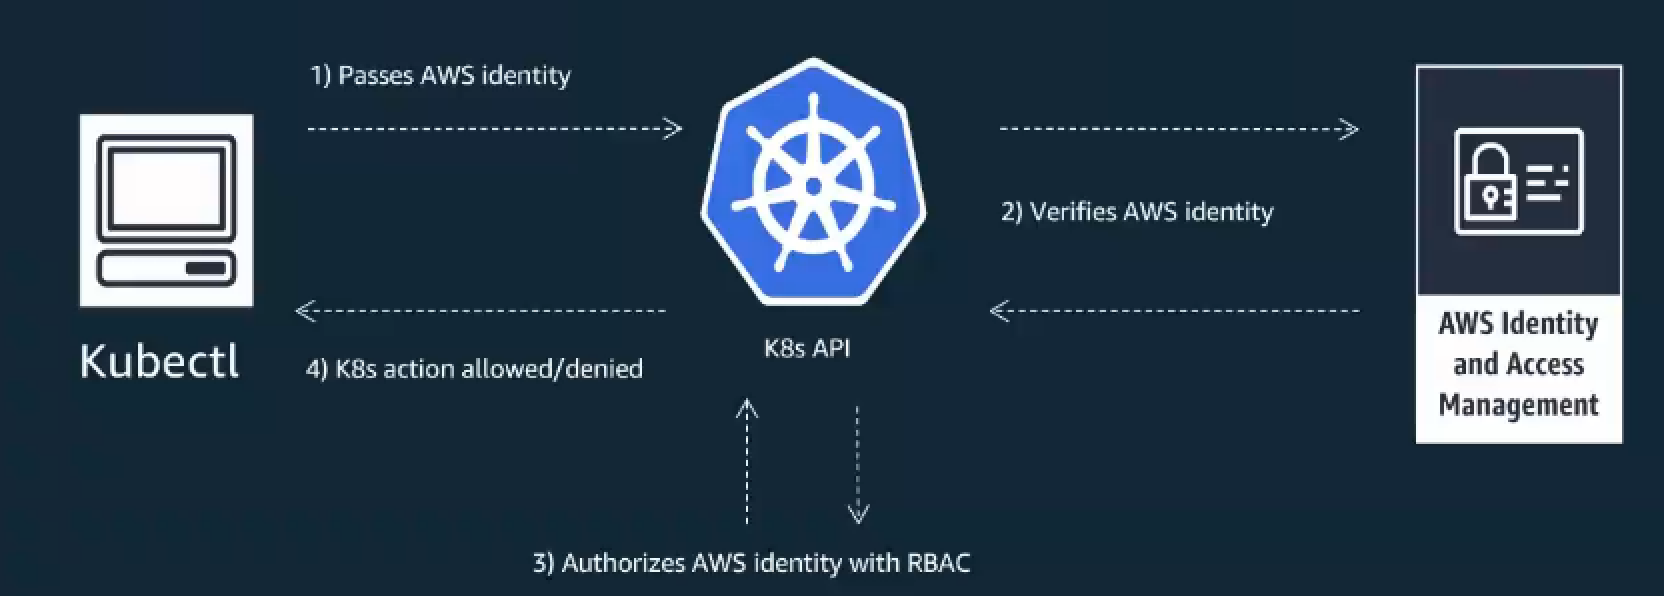 1) Passes AWS identity
2) Verifies AWS identity
Kubectl
4) K8s action allowed/denied
K8s API
AWS Identity
and Access
Management
3) Authorizes AWS identity with RBAC